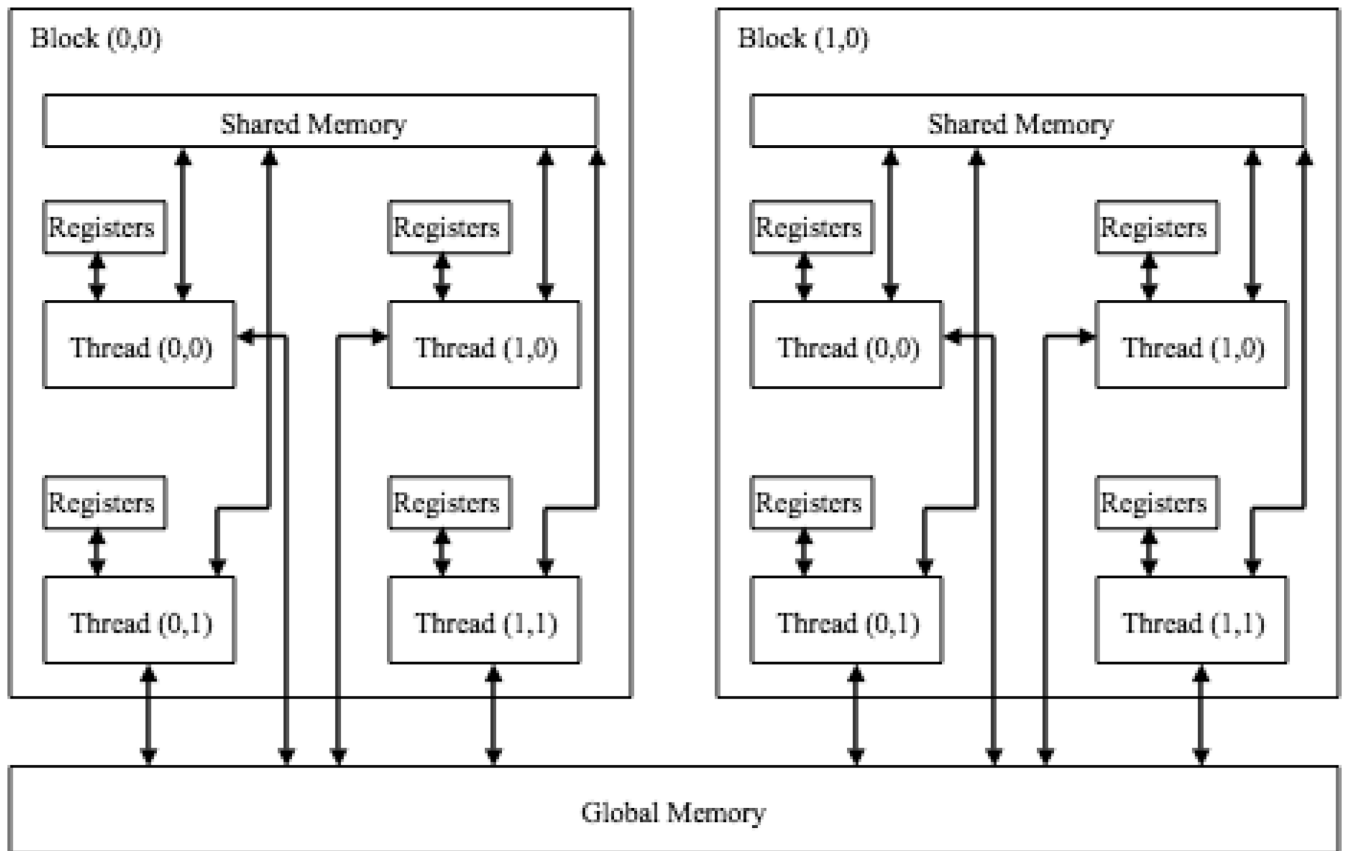 Block (0,0)
Shared Memory
Registers
Registers
Thread (0,0)
Thread (1,0)
Registers
Registers
Thread (0,1)
Thread (1,1)
Block (1,0)
Shared Memory
Registers
Registers
Thread (0,0)
Thread (1,0)
Registers
Registers
Thread (0,1)
Thread (1,1)
Global Memory